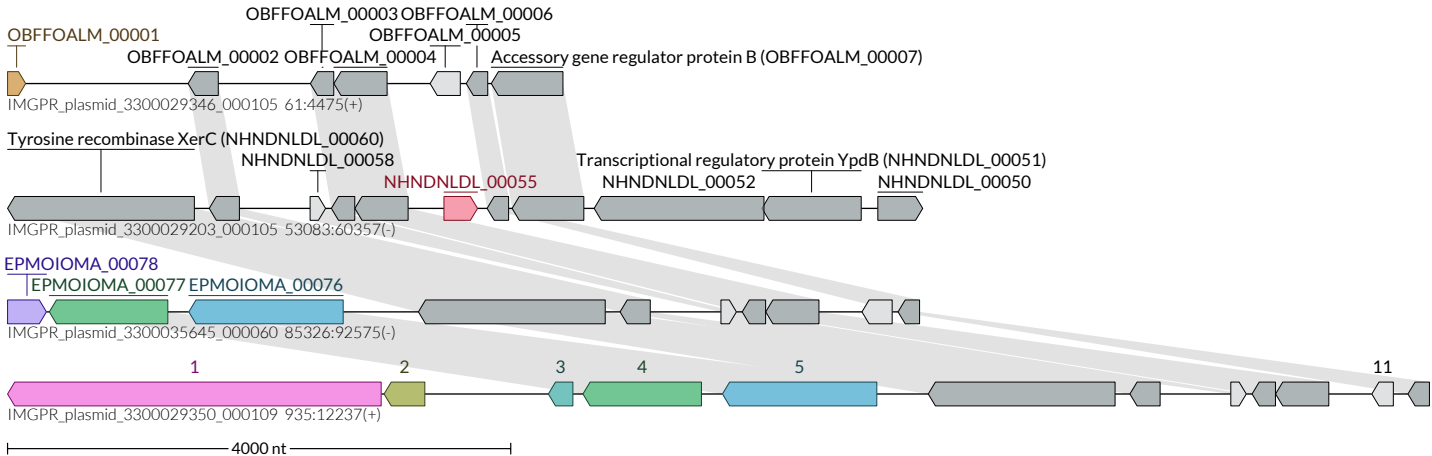 OBFFOALM_00003 OBFFOALM_00006
OBFFOALM_00001 OBFFOALM_00005
OBFFOALM_00002 OBFFOALM_00004 Accessory gene regulator protein B (OBFFOALM_00007)
IMGPR_plasmid_3300029346_000105 61:4475(+)
Tyrosine recombinase XerC (NHNDNLDL_00060)
NHNDNLDL_00058 Transcriptional regulatory protein YpdB (NHNDNLDL_00051)
NHNDNLDL_00055 NHNDNLDL_00052 NHNDNLDL_00050
IMGPR_plasmid_3300029203_000105 53083:60357(-)
EPMOIOMA_00078
EPMOIOMA_00077 EPMOIOMA_00076
IMGPR_plasmid_3300035645_000060 85326:92575(-)
1 2 3 4 5 11
IMGPR_plasmid_3300029350_000109 935:12237(+)
4000 nt